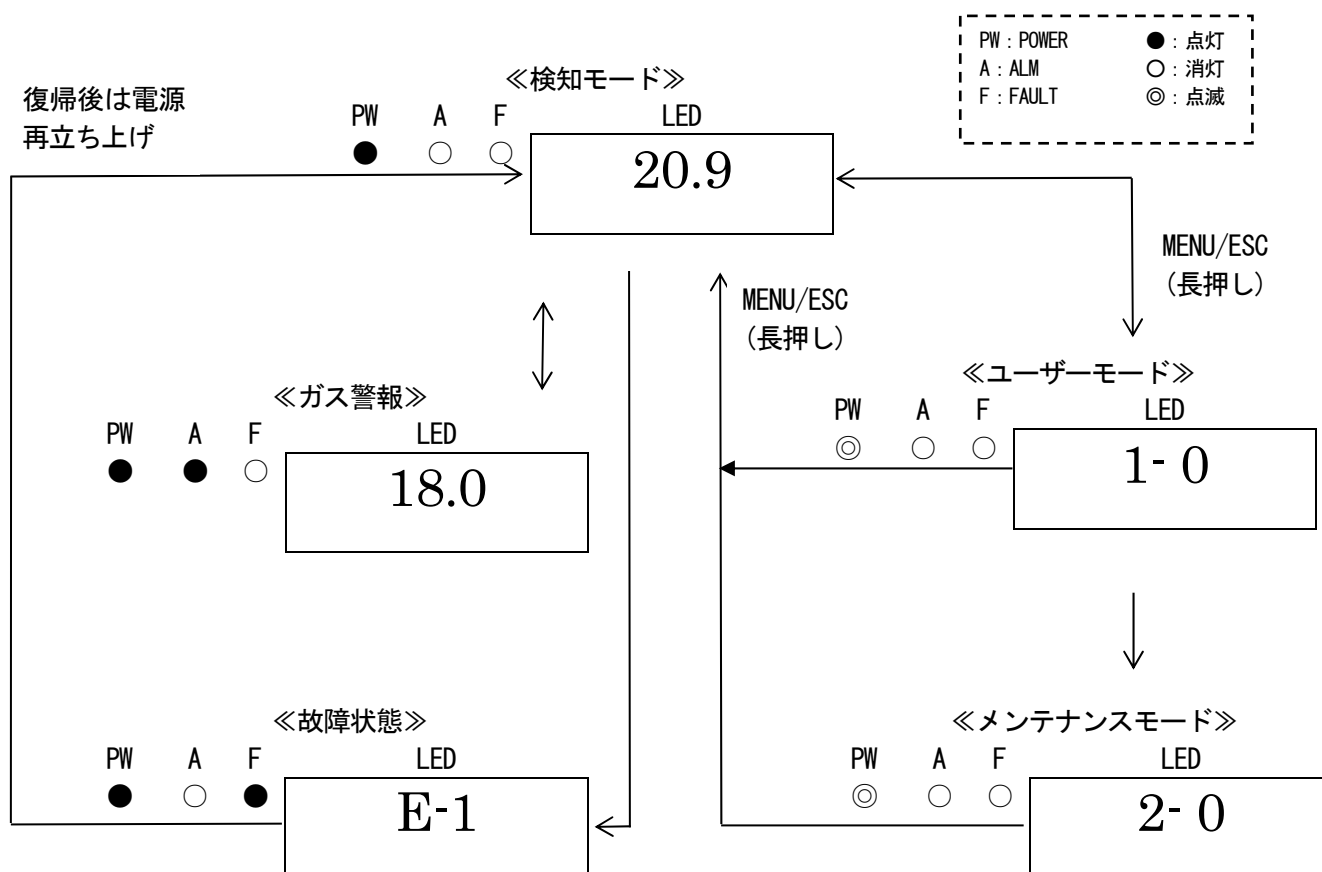 PW：POWER ●：点灯
A：ALM ○：消灯
F：FAULT ◎：点滅
≪検知モード≫
復帰後は電源
再立ち上げ
PW A F LED
● ○ ○
20.9
MENU/ESC
(長押し)
MENU/ESC
(長押し)
≪ガス警報≫
PW A F LED
● ● ○
18.0
≪ユーザーモード≫
PW A F LED
◎ ○ ○
1- 0
≪故障状態≫
PW A F LED
● ○ ●
E-1
≪メンテナンスモード≫
PW A F LED
◎ ○ ○
2- 0